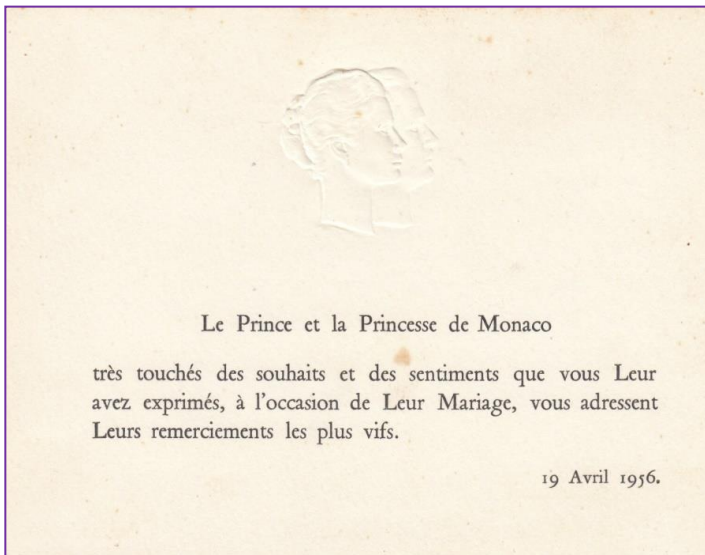 Le Prince et la Princesse de Monaco
très touchés des souhaits et des sentiments que vous Leur
avez exprimés, à l'occasion de Leur Mariage, vous adressent
Leurs remerciements les plus vifs.
19 Avril 1956.